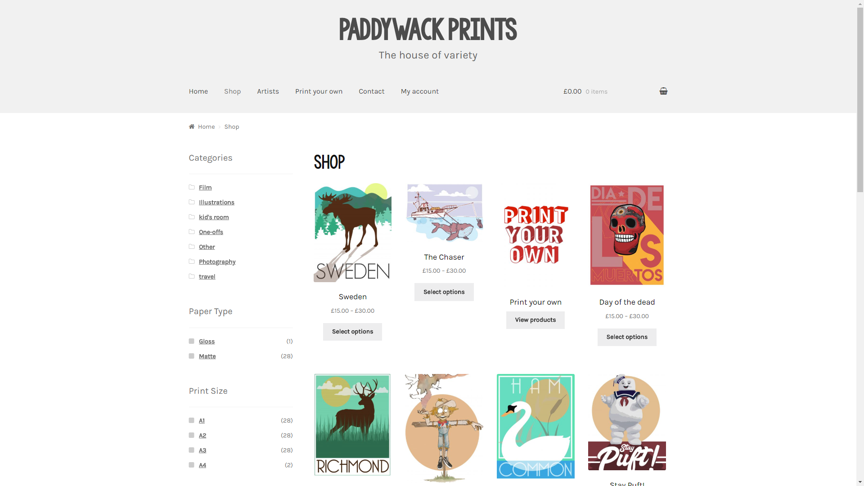 PADDYWACK PRINTS
The house of variety
Home Shop Artists Print your own Contact My account
£0.00 0 items
Home Shop
Categories
Film
Illustrations
kid's room
One-offs
Other
Photography
travel
Paper Type
Gloss (1)
Matte (28)
Print Size
A1 (28)
A2 (28)
A3 (28)
A4 (2)
SHOP
SWEDEN
Sweden
£15.00 – £30.00
Select options
The Chaser
£15.00 – £30.00
Select options
PRINT
YOUR
OWN
Print your own
View products
DIA DE
LOS
MUERTOS
Day of the dead
£15.00 – £30.00
Select options
RICHMOND
HAM
COMMON
Stay Puft!
Stay Puft!